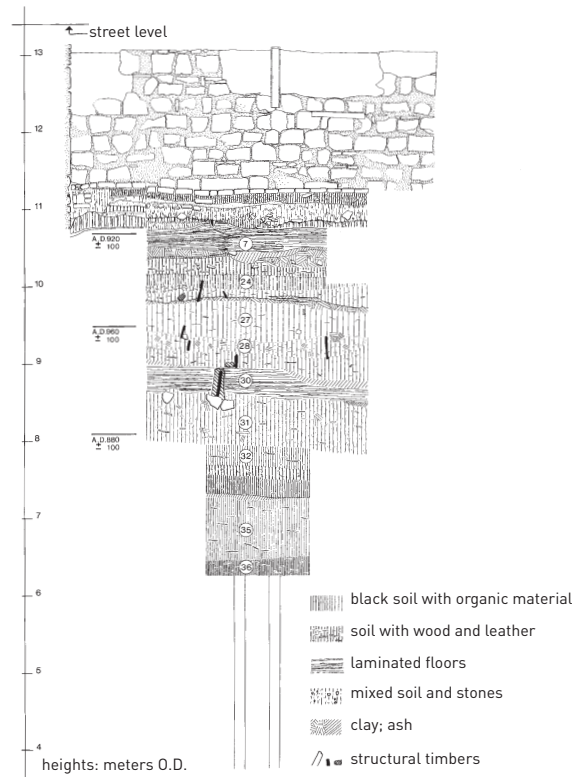 street level
13
12
11
A.D.920
± 100
7
10
24
27
A.D.960
± 100
28
9
30
31
A.D.880
± 100
8
32
7
35
36
6
black soil with organic material
soil with wood and leather
laminated floors
5
mixed soil and stones
clay; ash
4
heights: meters O.D.
structural timbers